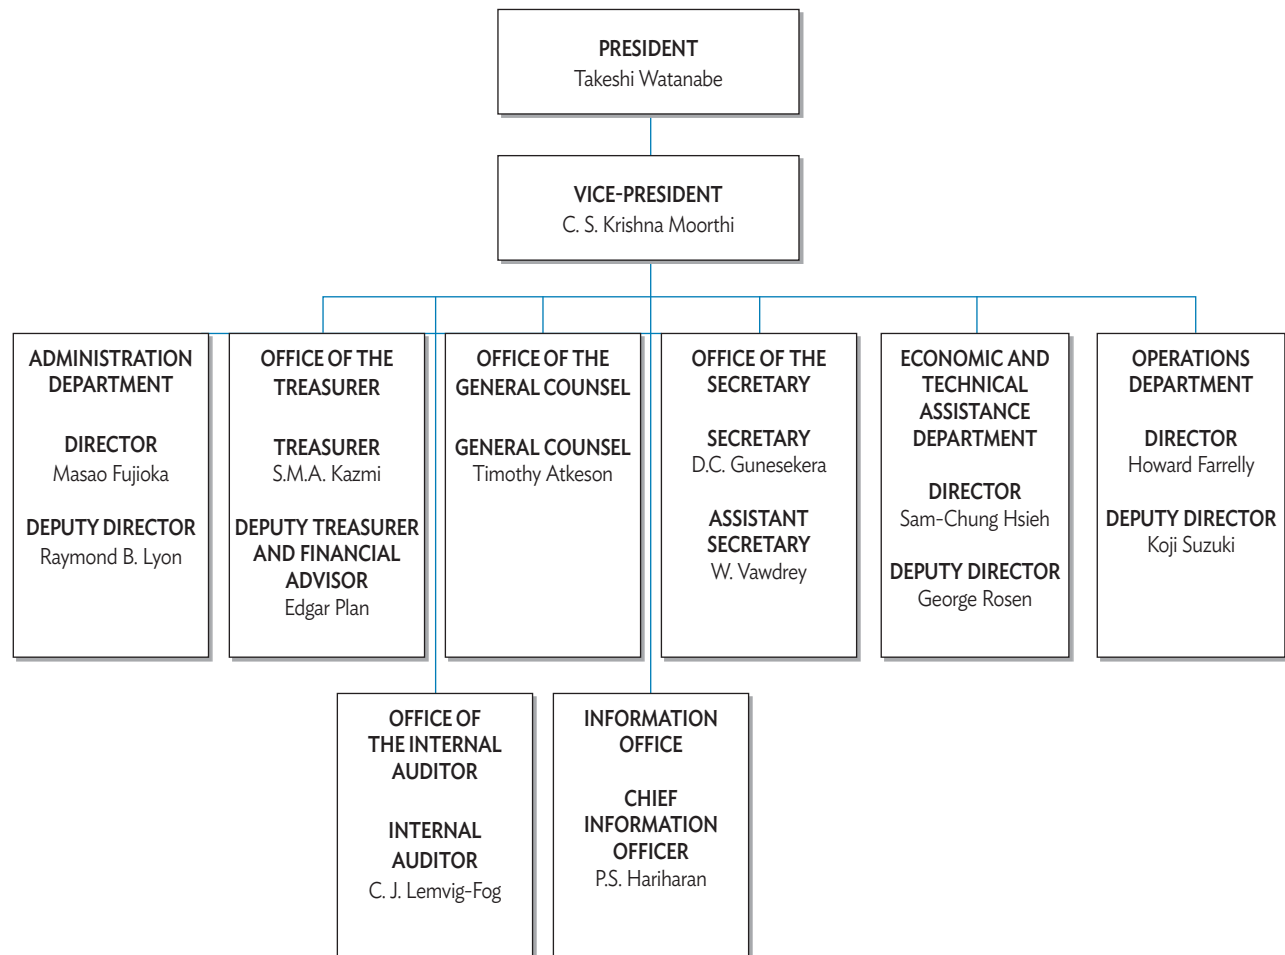 PRESIDENT
Takeshi Watanabe
VICE-PRESIDENT
C. S. Krishna Moorthi
ADMINISTRATION
DEPARTMENT
DIRECTOR
Masao Fujioka
DEPUTY DIRECTOR
Raymond B. Lyon
OFFICE OF THE
TREASURER
TREASURER
S.M.A. Kazmi
DEPUTY TREASURER
AND FINANCIAL
ADVISOR
Edgar Plan
OFFICE OF THE
GENERAL COUNSEL
GENERAL COUNSEL
Timothy Atkeson
OFFICE OF THE
SECRETARY
SECRETARY
D.C. Gunesekera
ASSISTANT
SECRETARY
W. Vawdrey
ECONOMIC AND
TECHNICAL
ASSISTANCE
DEPARTMENT
DIRECTOR
Sam-Chung Hsieh
DEPUTY DIRECTOR
George Rosen
OPERATIONS
DEPARTMENT
DIRECTOR
Howard Farrelly
DEPUTY DIRECTOR
Koji Suzuki
OFFICE OF
THE INTERNAL
AUDITOR
INTERNAL
AUDITOR
C. J. Lemvig-Fog
INFORMATION
OFFICE
CHIEF
INFORMATION
OFFICER
P.S. Hariharan